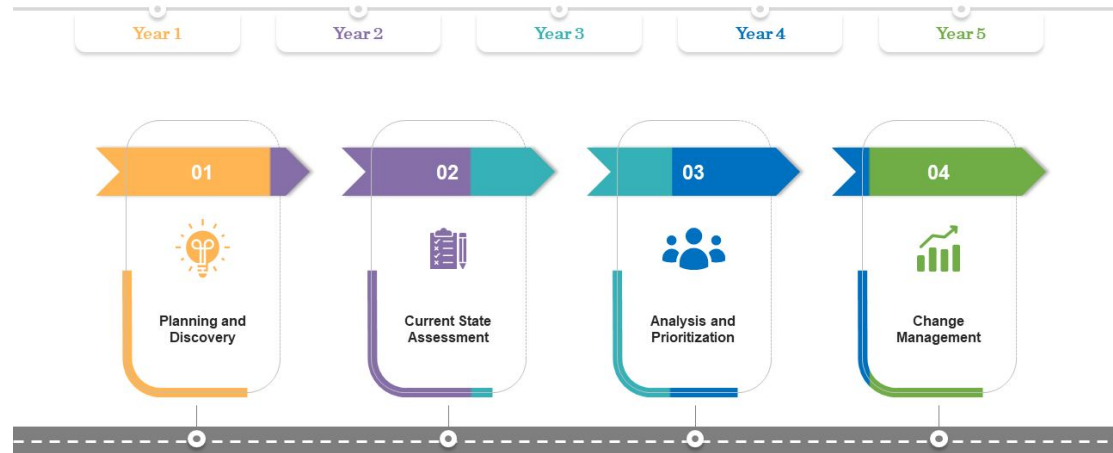 Year 1
Year 2
Year 3
Year 4
Year 5
01
02
03
04
Planning and
Discovery
Current State
Assessment
Analysis and
Prioritization
Change
Management